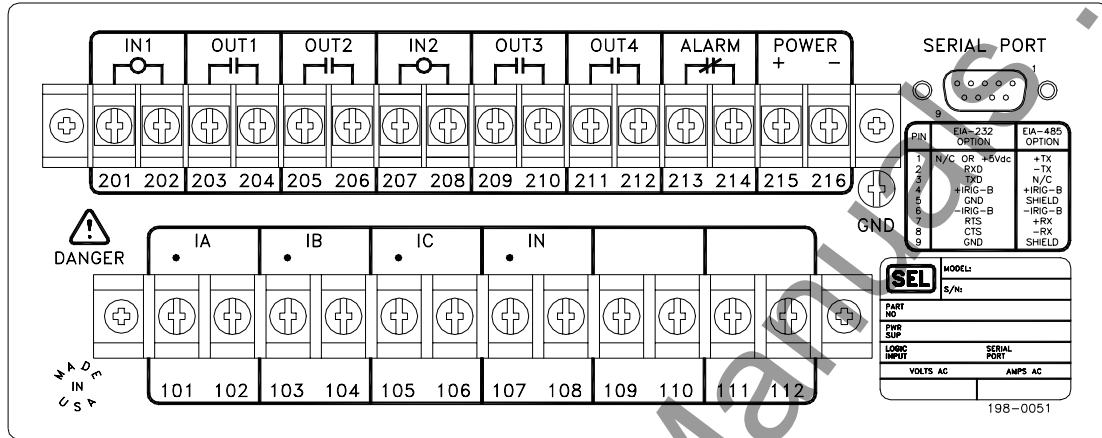 IN1 OUT1 OUT2 IN2 OUT3 OUT4 ALARM POWER
+ −
201 202 203 204 205 206 207 208 209 210 211 212 213 214 215 216
SERIAL PORT
1
9
PIN EIA-232 OPTION EIA-485 OPTION
1 N/C OR +5Vdc +TX
2 RXD −TX
3 TXD N/C
4 +IRIG-B +IRIG-B
5 GND SHIELD
6 −IRIG-B −IRIG-B
7 RTS +RX
8 CTS −RX
9 GND SHIELD
GND
DANGER
IA IB IC IN
101 102 103 104 105 106 107 108 109 110 111 112
MADE
IN
USA
SEL MODEL:
S/N:
PART
NO
PWR
SUP
LOGIC SERIAL
INPUT PORT
VOLTS AC AMPS AC
198-0051
Manuals.